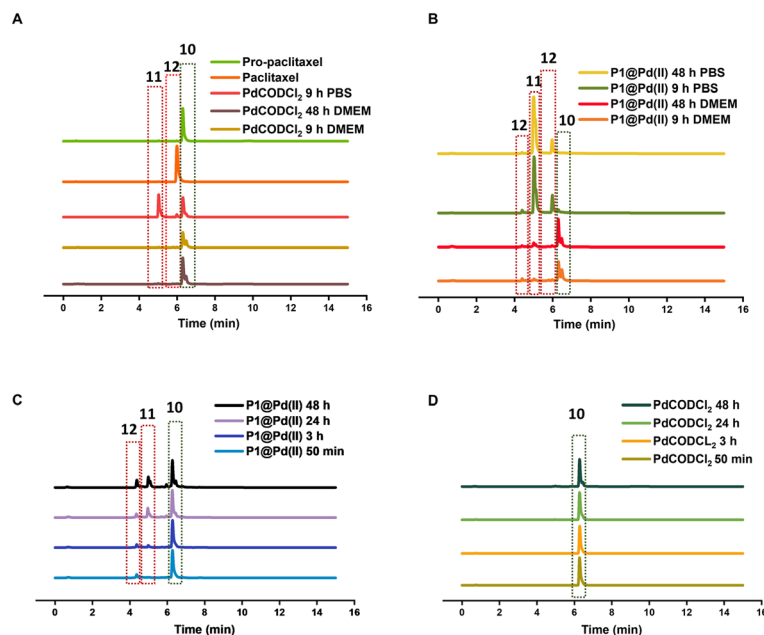 A
11
12
10
Pro-paclitaxel
Paclitaxel
PdCODCl₂ 9 h PBS
PdCODCl₂ 48 h DMEM
PdCODCl₂ 9 h DMEM
0 2 4 6 8 10 12 14 16
Time (min)
B
12
11
12
10
P1@Pd(II) 48 h PBS
P1@Pd(II) 9 h PBS
P1@Pd(II) 48 h DMEM
P1@Pd(II) 9 h DMEM
0 2 4 6 8 10 12 14 16
Time (min)
C
12
11
10
P1@Pd(II) 48 h
P1@Pd(II) 24 h
P1@Pd(II) 3 h
P1@Pd(II) 50 min
0 2 4 6 8 10 12 14 16
Time (min)
D
10
PdCODCl₂ 48 h
PdCODCl₂ 24 h
PdCODCL₂ 3 h
PdCODCl₂ 50 min
0 2 4 6 8 10 12 14 16
Time (min)